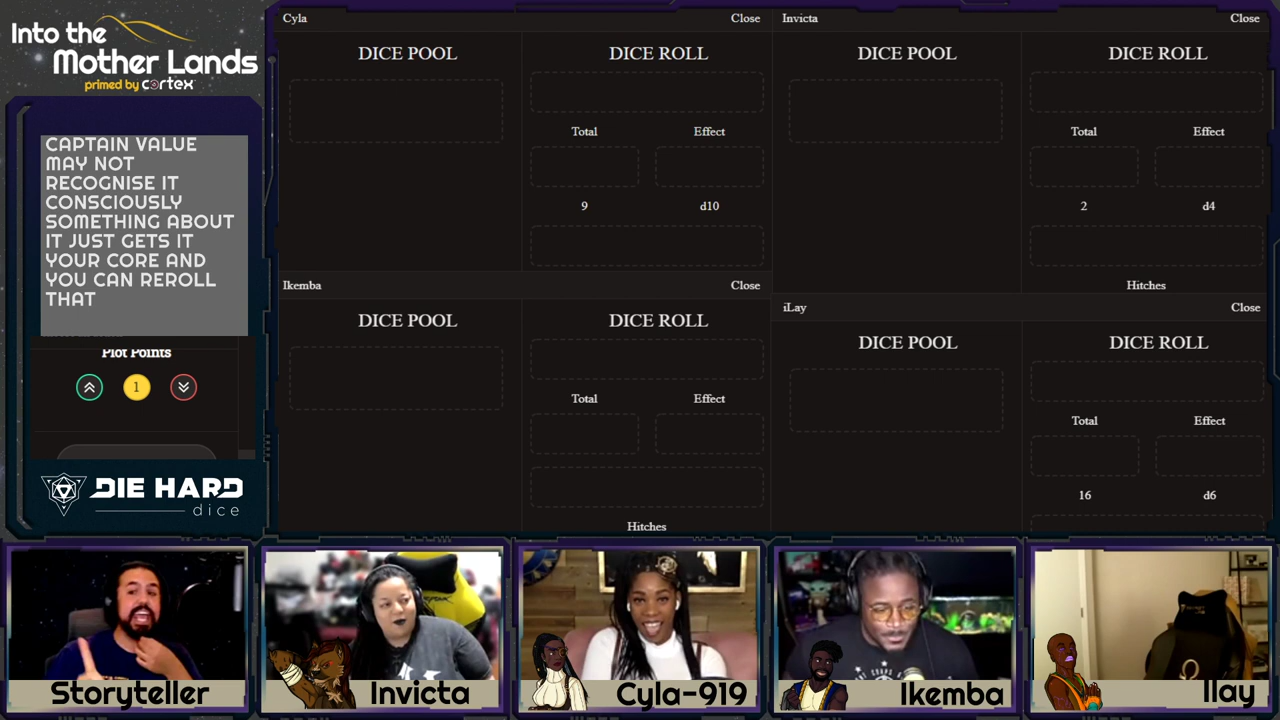 Into the
Mother Lands
primed by cortex
CAPTAIN VALUE
MAY NOT
RECOGNISE IT
CONSCIOUSLY
SOMETHING ABOUT
IT JUST GETS IT
YOUR CORE AND
YOU CAN REROLL
THAT
Plot Points
1
DIE HARD
dice
Cyla Close
DICE POOL DICE ROLL
Total Effect
9 d10
Invicta Close
DICE POOL DICE ROLL
Total Effect
2 d4
Hitches
Ikemba Close
DICE POOL DICE ROLL
Total Effect
Hitches
iLay Close
DICE POOL DICE ROLL
Total Effect
16 d6
Storyteller
Invicta
Cyla-919
Ikemba
Ilay